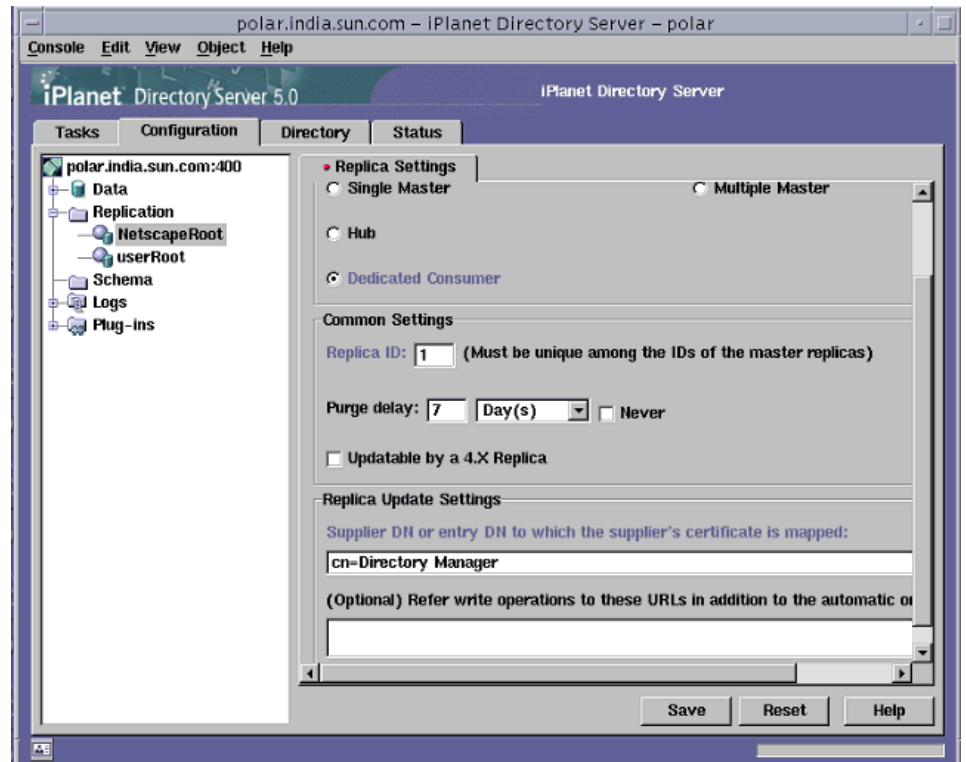 polar.india.sun.com – iPlanet Directory Server – polar
Console Edit View Object Help
iPlanet Directory Server 5.0
iPlanet Directory Server
Tasks Configuration Directory Status
polar.india.sun.com:400
Data
Replication
NetscapeRoot
userRoot
Schema
Logs
Plug-ins
Replica Settings
Single Master Multiple Master
Hub
Dedicated Consumer
Common Settings
Replica ID: 1 (Must be unique among the IDs of the master replicas)
Purge delay: 7 Day(s) Never
Updatable by a 4.X Replica
Replica Update Settings
Supplier DN or entry DN to which the supplier's certificate is mapped:
cn=Directory Manager
(Optional) Refer write operations to these URLs in addition to the automatic
Save Reset Help